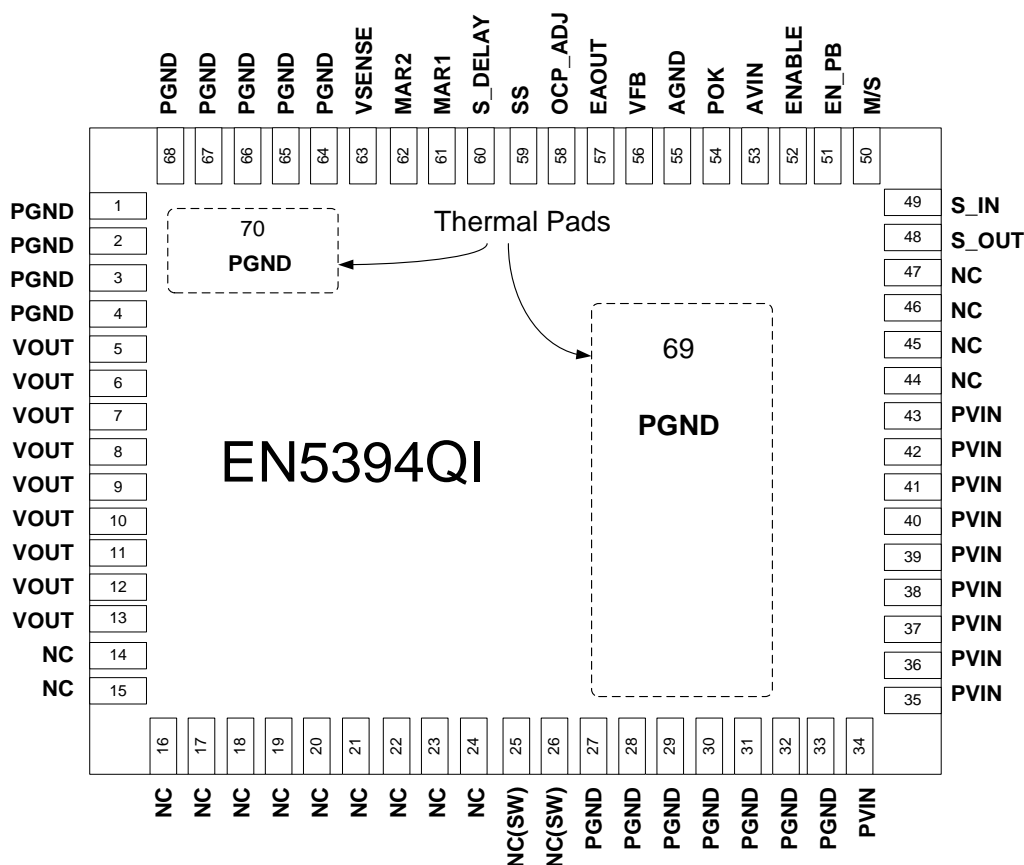 PGND PGND PGND PGND PGND VSENSE MAR2 MAR1 S_DELAY SS OCP_ADJ EAOUT VFB AGND POK AVIN ENABLE EN_PB M/S
68 67 66 65 64 63 62 61 60 59 58 57 56 55 54 53 52 51 50
PGND 1
PGND 2
PGND 3
PGND 4
VOUT 5
VOUT 6
VOUT 7
VOUT 8
VOUT 9
VOUT 10
VOUT 11
VOUT 12
VOUT 13
NC 14
NC 15
70
PGND
Thermal Pads
69
PGND
EN5394QI
49 S_IN
48 S_OUT
47 NC
46 NC
45 NC
44 NC
43 PVIN
42 PVIN
41 PVIN
40 PVIN
39 PVIN
38 PVIN
37 PVIN
36 PVIN
35 PVIN
16 17 18 19 20 21 22 23 24 25 26 27 28 29 30 31 32 33 34
NC NC NC NC NC NC NC NC NC NC(SW) NC(SW) PGND PGND PGND PGND PGND PGND PGND PVIN